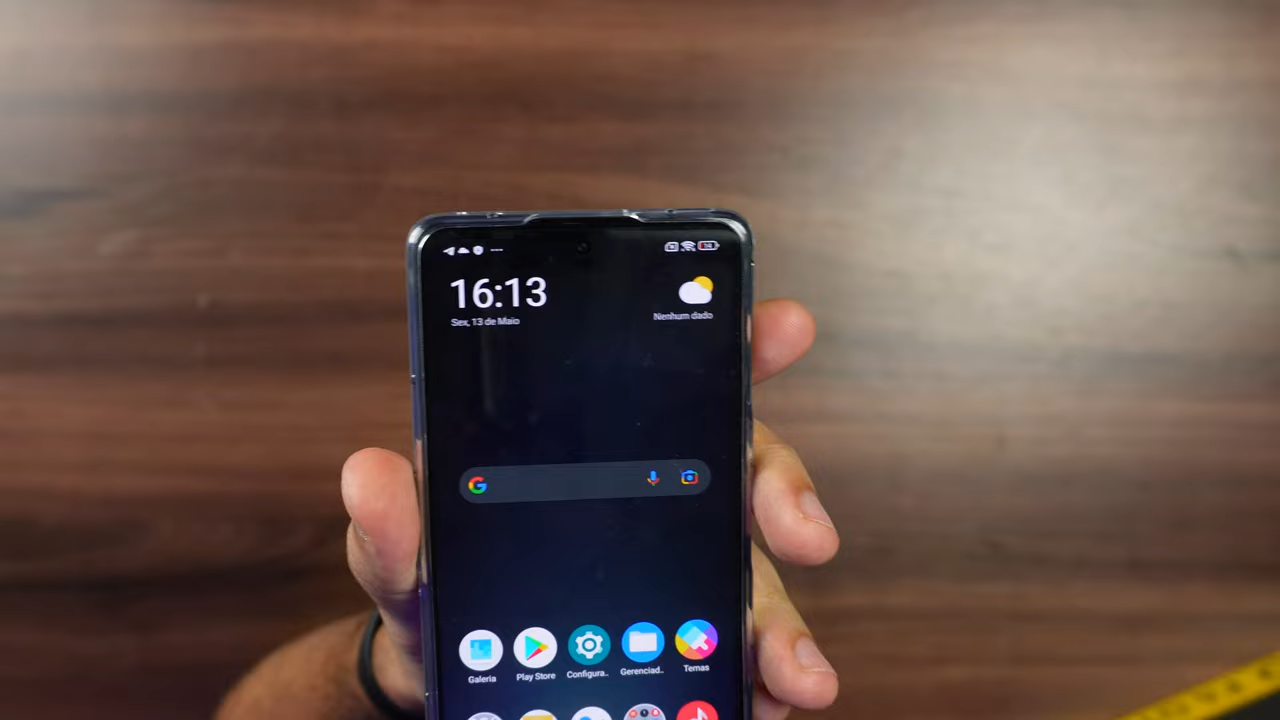 16:13
Sex, 13 de Maio
Nenhum dado
G
Galeria
Play Store
Configura..
Gerenciad..
Temas